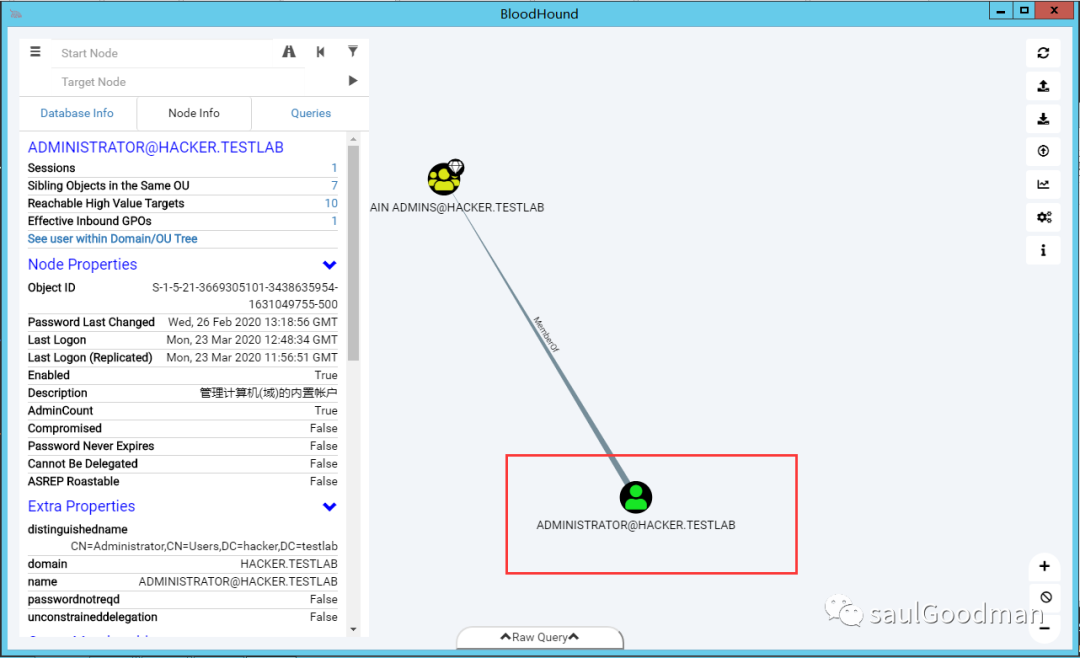 BloodHound
Start Node
Target Node
Database Info Node Info Queries
ADMINISTRATOR@HACKER.TESTLAB
Sessions 1
Sibling Objects in the Same OU 7
Reachable High Value Targets 10
Effective Inbound GPOs 1
See user within Domain/OU Tree
Node Properties
Object ID S-1-5-21-3669305101-3438635954-
1631049755-500
Password Last Changed Wed, 26 Feb 2020 13:18:56 GMT
Last Logon Mon, 23 Mar 2020 12:48:34 GMT
Last Logon (Replicated) Mon, 23 Mar 2020 11:56:51 GMT
Enabled True
Description 管理计算机(域)的内置帐户
AdminCount True
Compromised False
Password Never Expires False
Cannot Be Delegated False
ASREP Roastable False
Extra Properties
distinguishedname
CN=Administrator,CN=Users,DC=hacker,DC=testlab
domain HACKER.TESTLAB
name ADMINISTRATOR@HACKER.TESTLAB
passwordnotreqd False
unconstraineddelegation False
AIN ADMINS@HACKER.TESTLAB
MemberOf
ADMINISTRATOR@HACKER.TESTLAB
Raw Query
saulGoodman